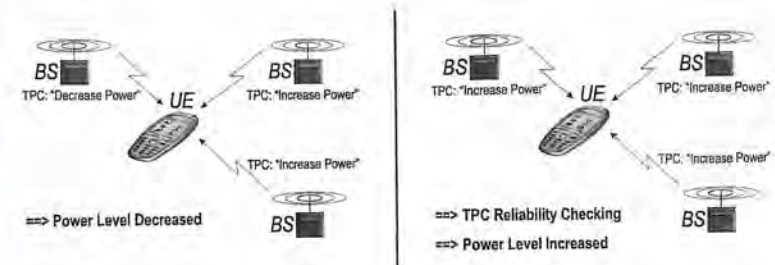 BS
BS
TPC: "Decrease Power"
UE
TPC: "Increase Power"
TPC: "Increase Power"
==> Power Level Decreased
BS
BS
BS
TPC: "Increase Power"
UE
TPC: "Increase Power"
TPC: "Increase Power"
==> TPC Reliability Checking
BS
==> Power Level Increased